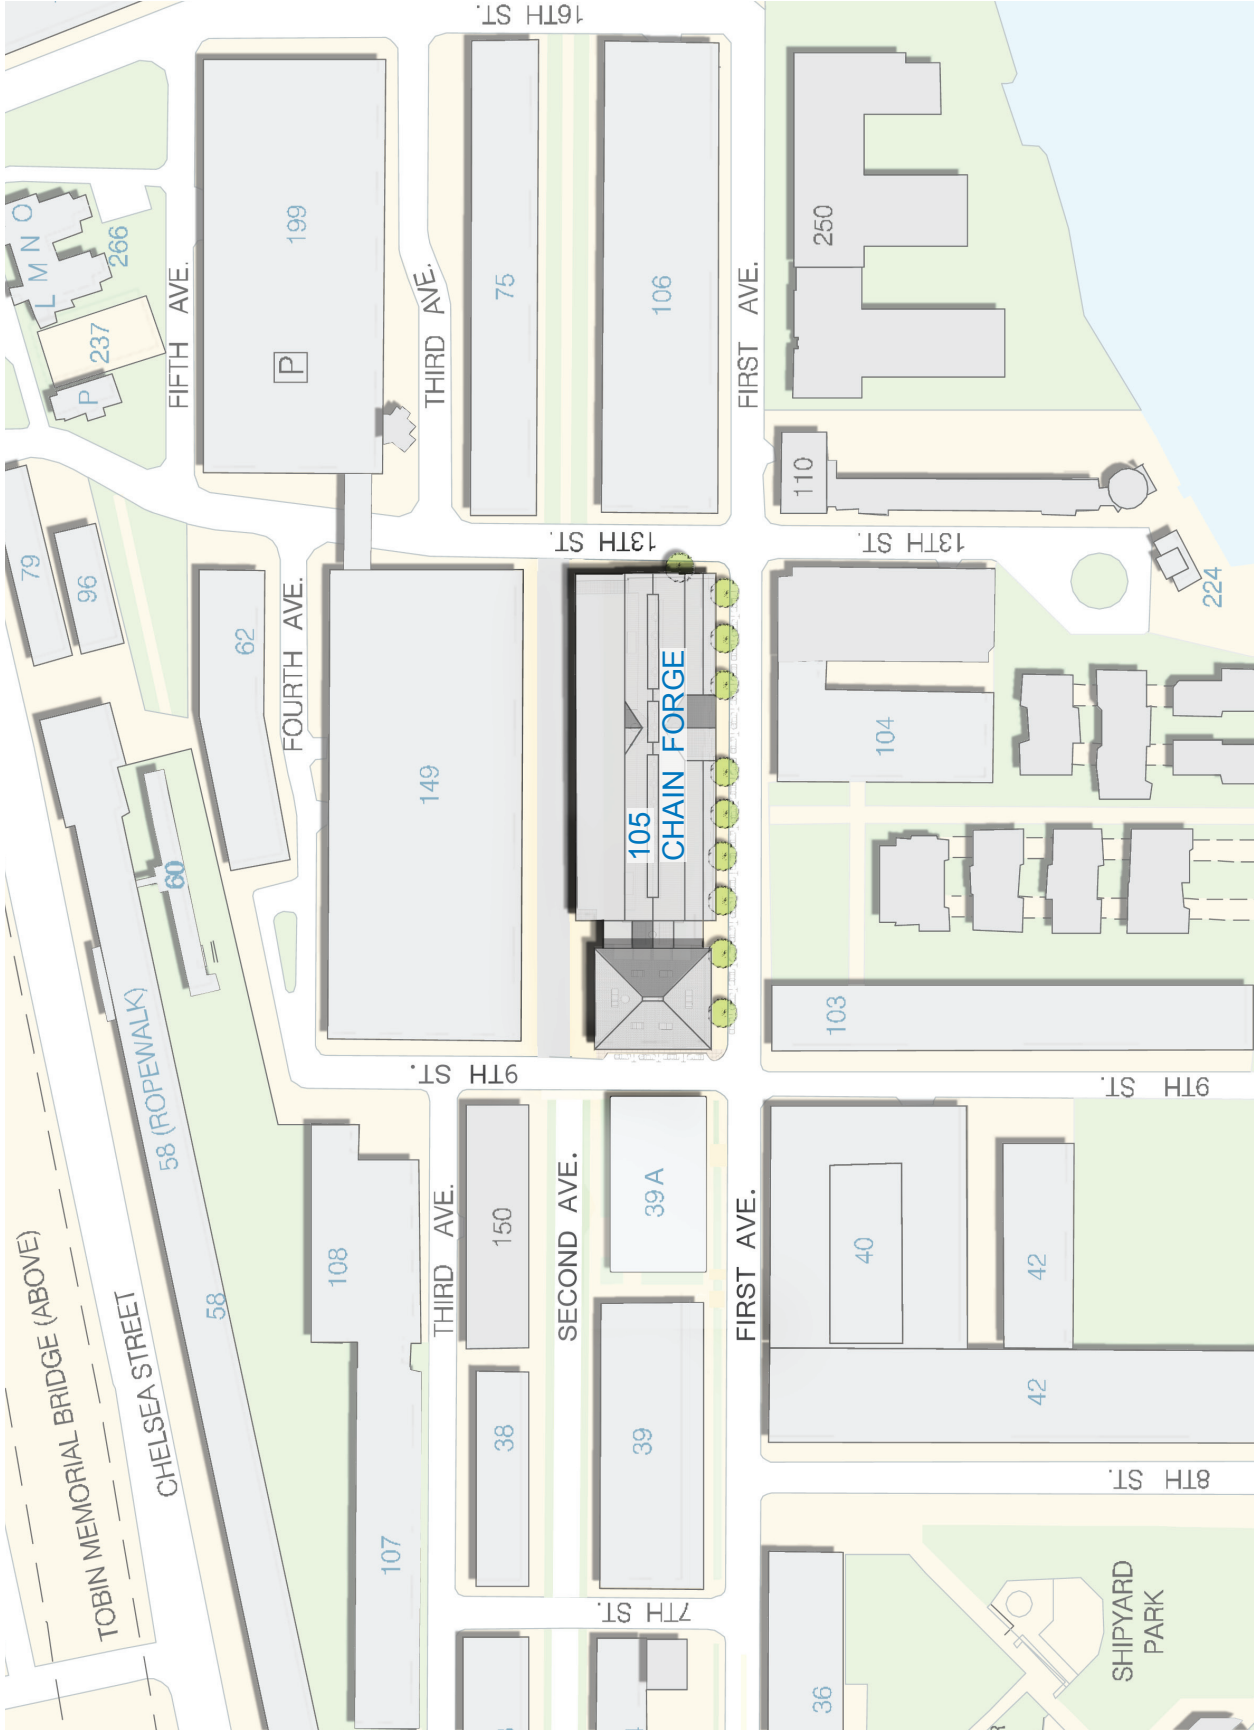 16TH ST.
L M N O
266
237
P
FIFTH AVE.
199
P
THIRD AVE.
75
106
FIRST AVE.
250
110
13TH ST.
13TH ST.
224
79
96
62
FOURTH AVE.
149
105
CHAIN FORGE
104
60
58 (ROPEWALK)
103
9TH ST.
9TH ST.
TOBIN MEMORIAL BRIDGE (ABOVE)
CHELSEA STREET
58
108
THIRD AVE.
150
SECOND AVE.
39 A
FIRST AVE.
40
42
42
38
39
107
8TH ST.
7TH ST.
36
SHIPYARD
PARK